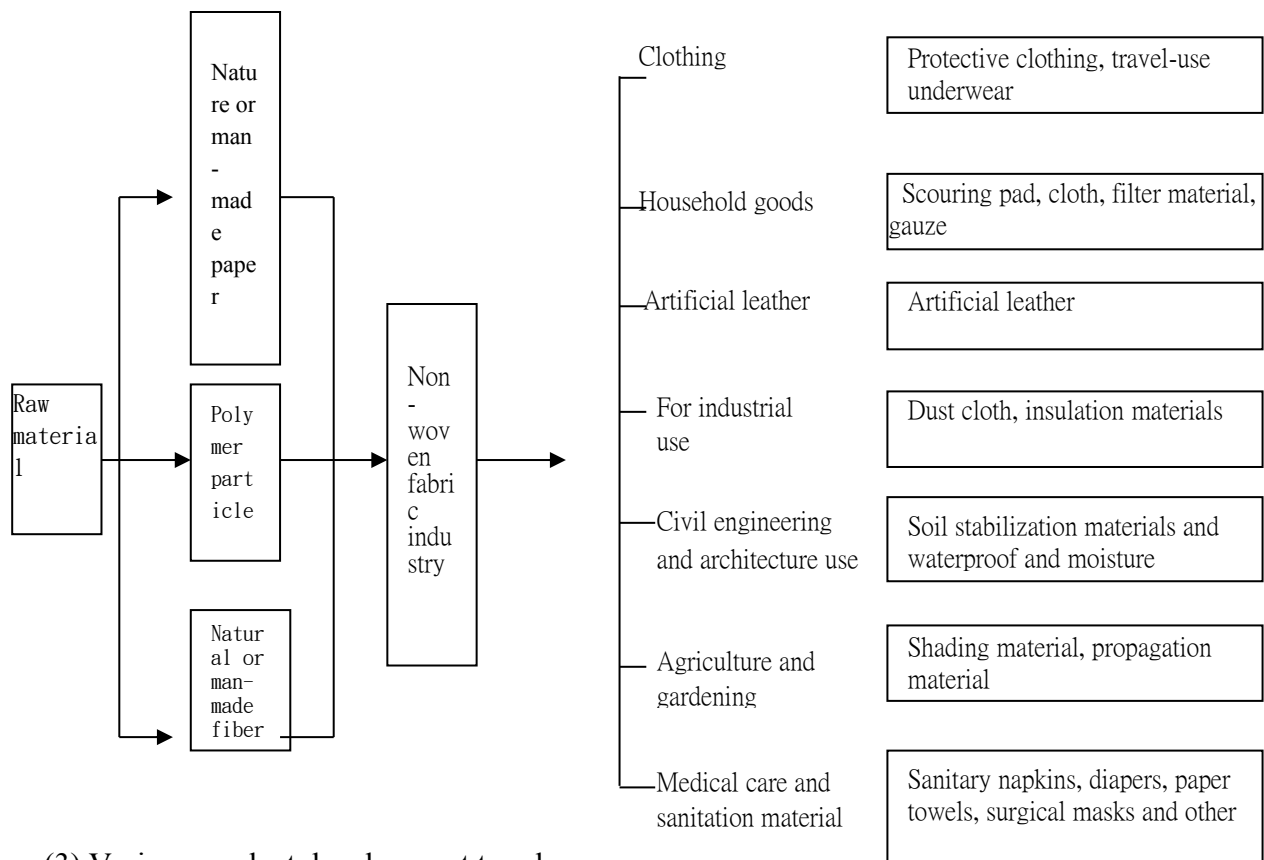 Raw
materia
l
Natu
re or
man
-
mad
e
pape
r
Poly
mer
part
icle
Natur
al or
man-
made
fiber
Non
-
wov
en
fabri
c
indu
stry
Clothing
Protective clothing, travel-use
underwear
Household goods
Scouring pad, cloth, filter material,
gauze
Artificial leather
Artificial leather
For industrial
use
Dust cloth, insulation materials
Civil engineering
and architecture use
Soil stabilization materials and
waterproof and moisture
Agriculture and
gardening
Shading material, propagation
material
Medical care and
sanitation material
Sanitary napkins, diapers, paper
towels, surgical masks and other